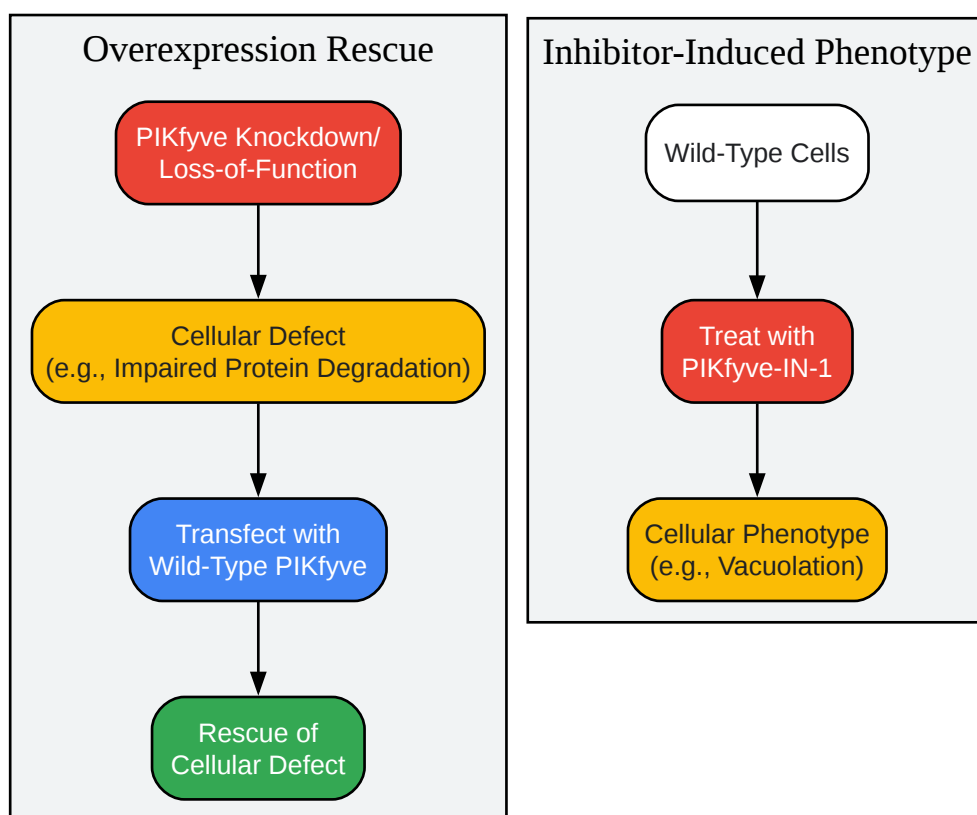 Overexpression Rescue
PIKfyve Knockdown/
Loss-of-Function
Cellular Defect
(e.g., Impaired Protein Degradation)
Transfect with
Wild-Type PIKfyve
Rescue of
Cellular Defect
Inhibitor-Induced Phenotype
Wild-Type Cells
Treat with
PIKfyve-IN-1
Cellular Phenotype
(e.g., Vacuolation)